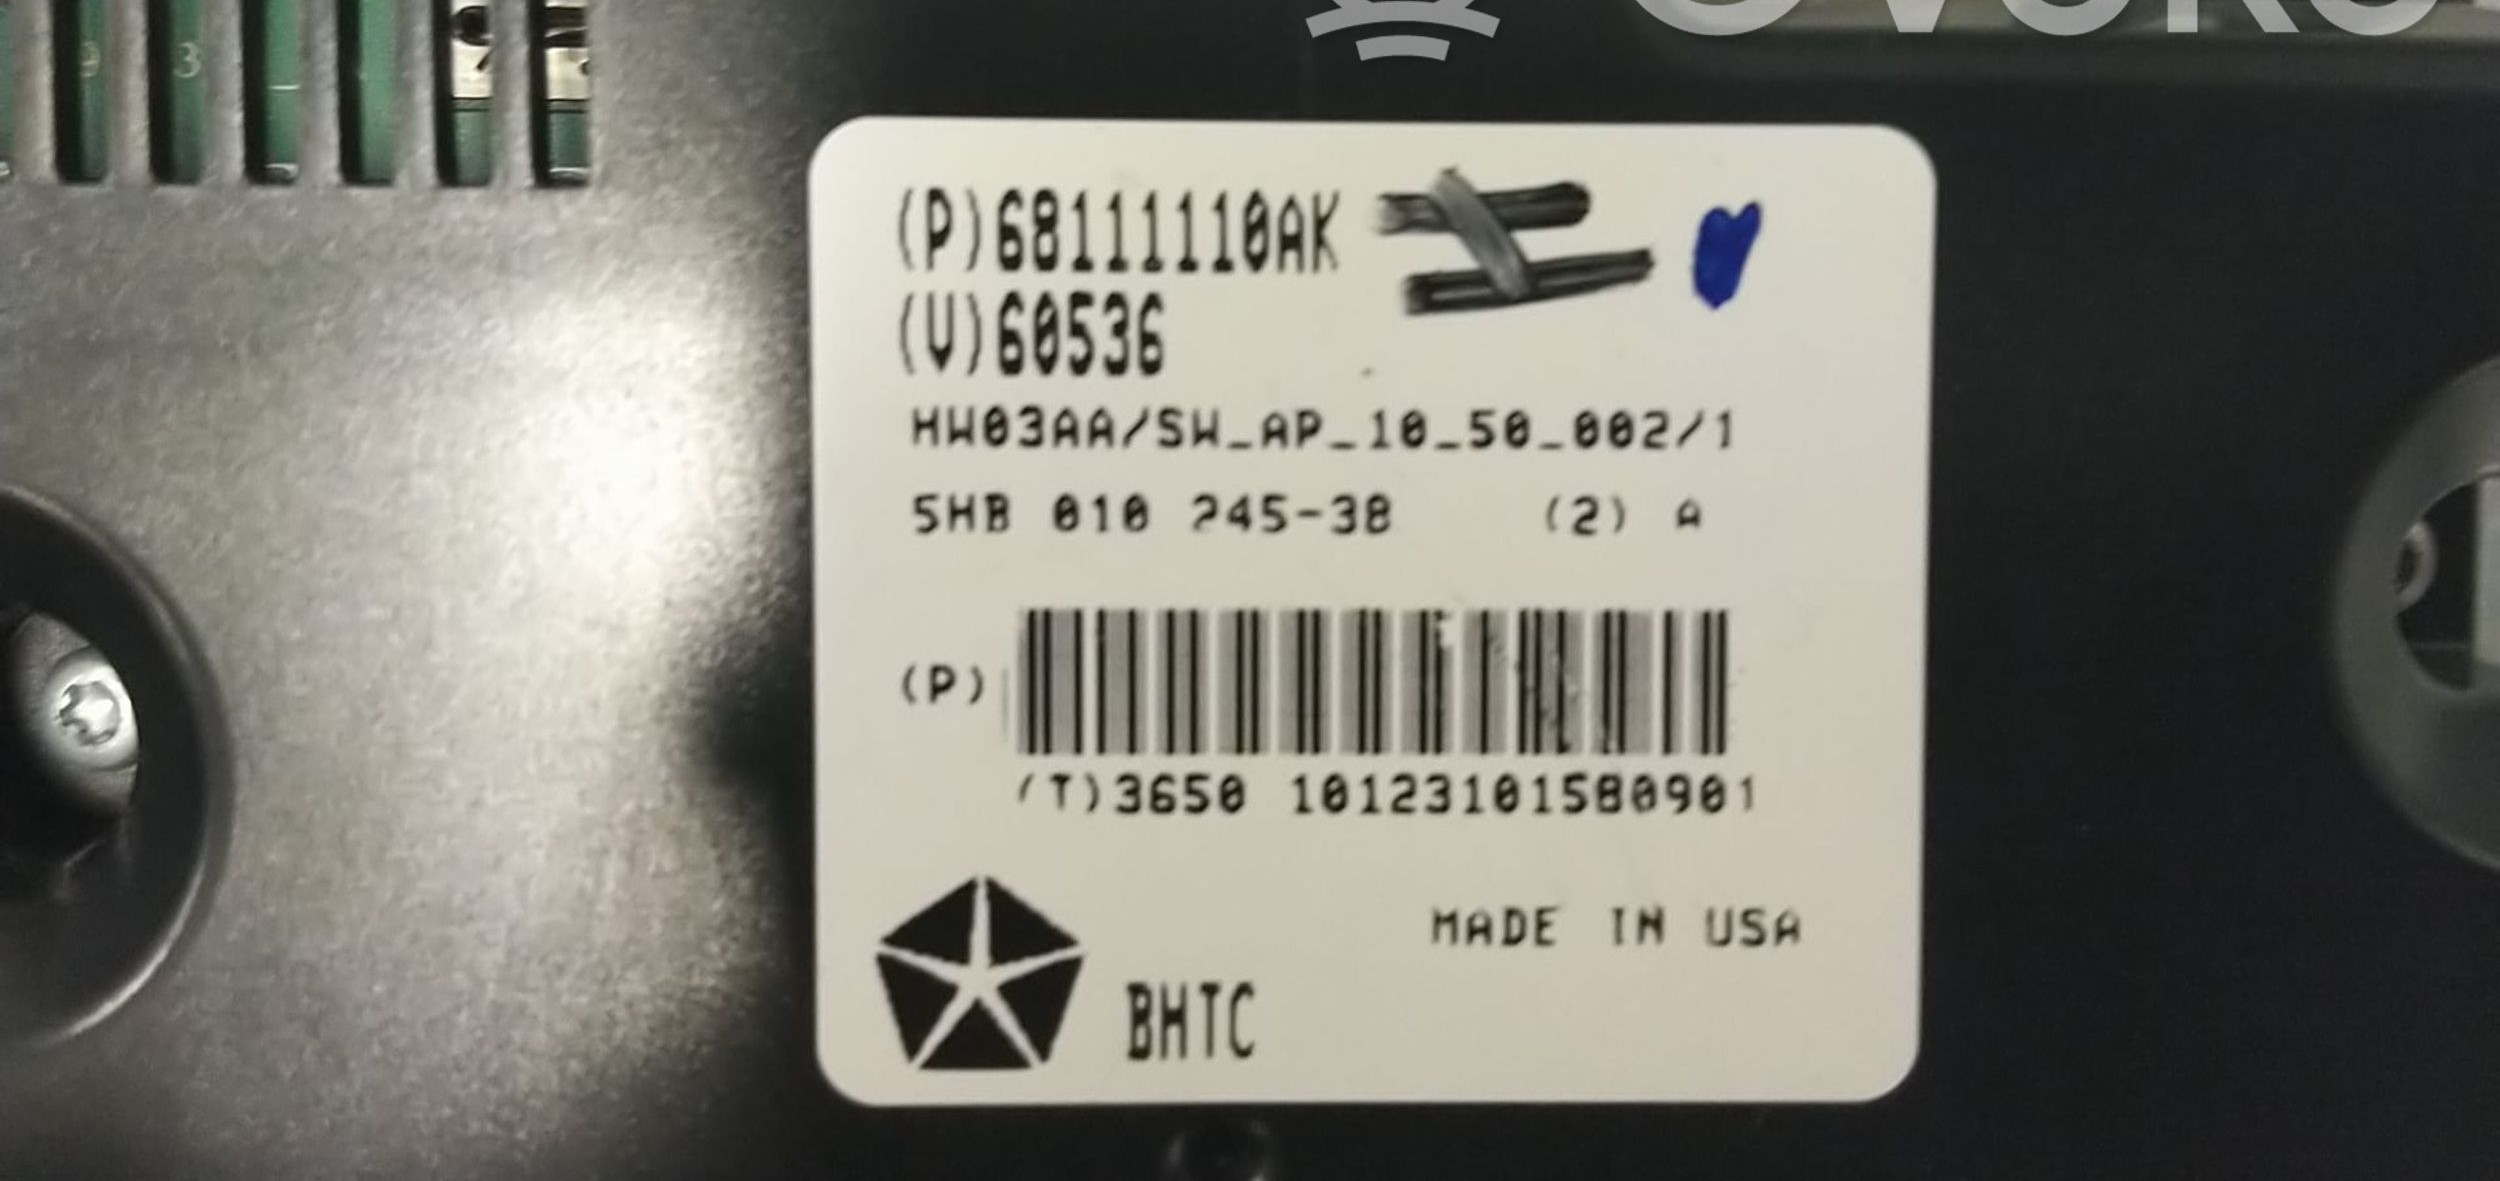 (P)68111110AK
(V)60536
HW03AA/SW_AP_10_50_002/1
5HB 010 245-38 (2) A
(P)
(T)3650 10123101580901
MADE IN USA
BHTC